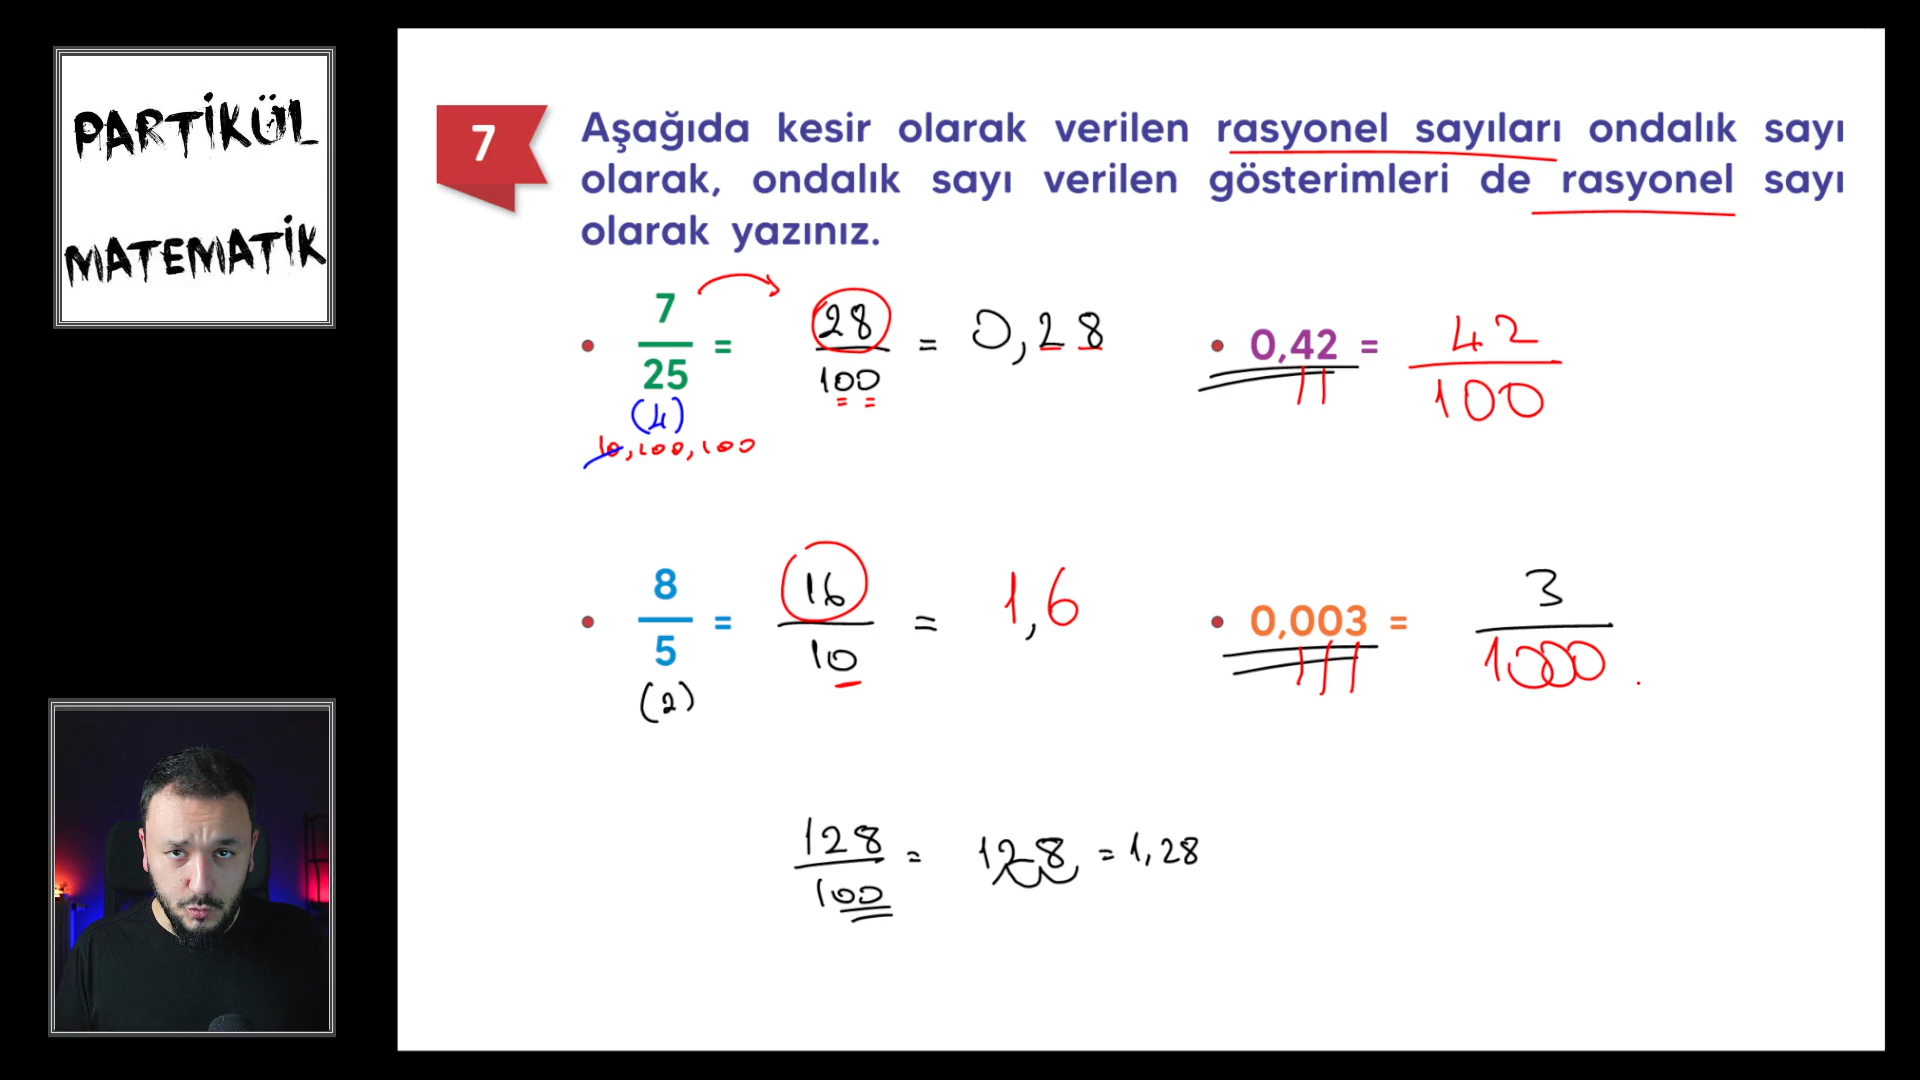 PARTİKÜL
MATEMATİK
7
Aşağıda kesir olarak verilen rasyonel sayıları ondalık sayı
olarak, ondalık sayı verilen gösterimleri de rasyonel sayı
olarak yazınız.
• 7/25 = 28/100 = 0,28
(4)
10,100,100
• 0,42 = 42/100
• 8/5 = 16/10 = 1,6
(2)
• 0,003 = 3/1000
128/100 = 128 = 1,28